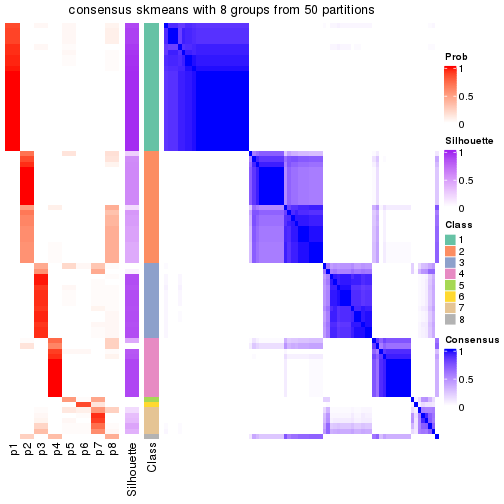 consensus skmeans with 8 groups from 50 partitions
Prob
1
0.5
0
Silhouette
1
0.5
0
Class
1
2
3
4
5
6
7
8
Consensus
1
0.5
0
p1
p2
p3
p4
p5
p6
p7
p8
Silhouette
Class